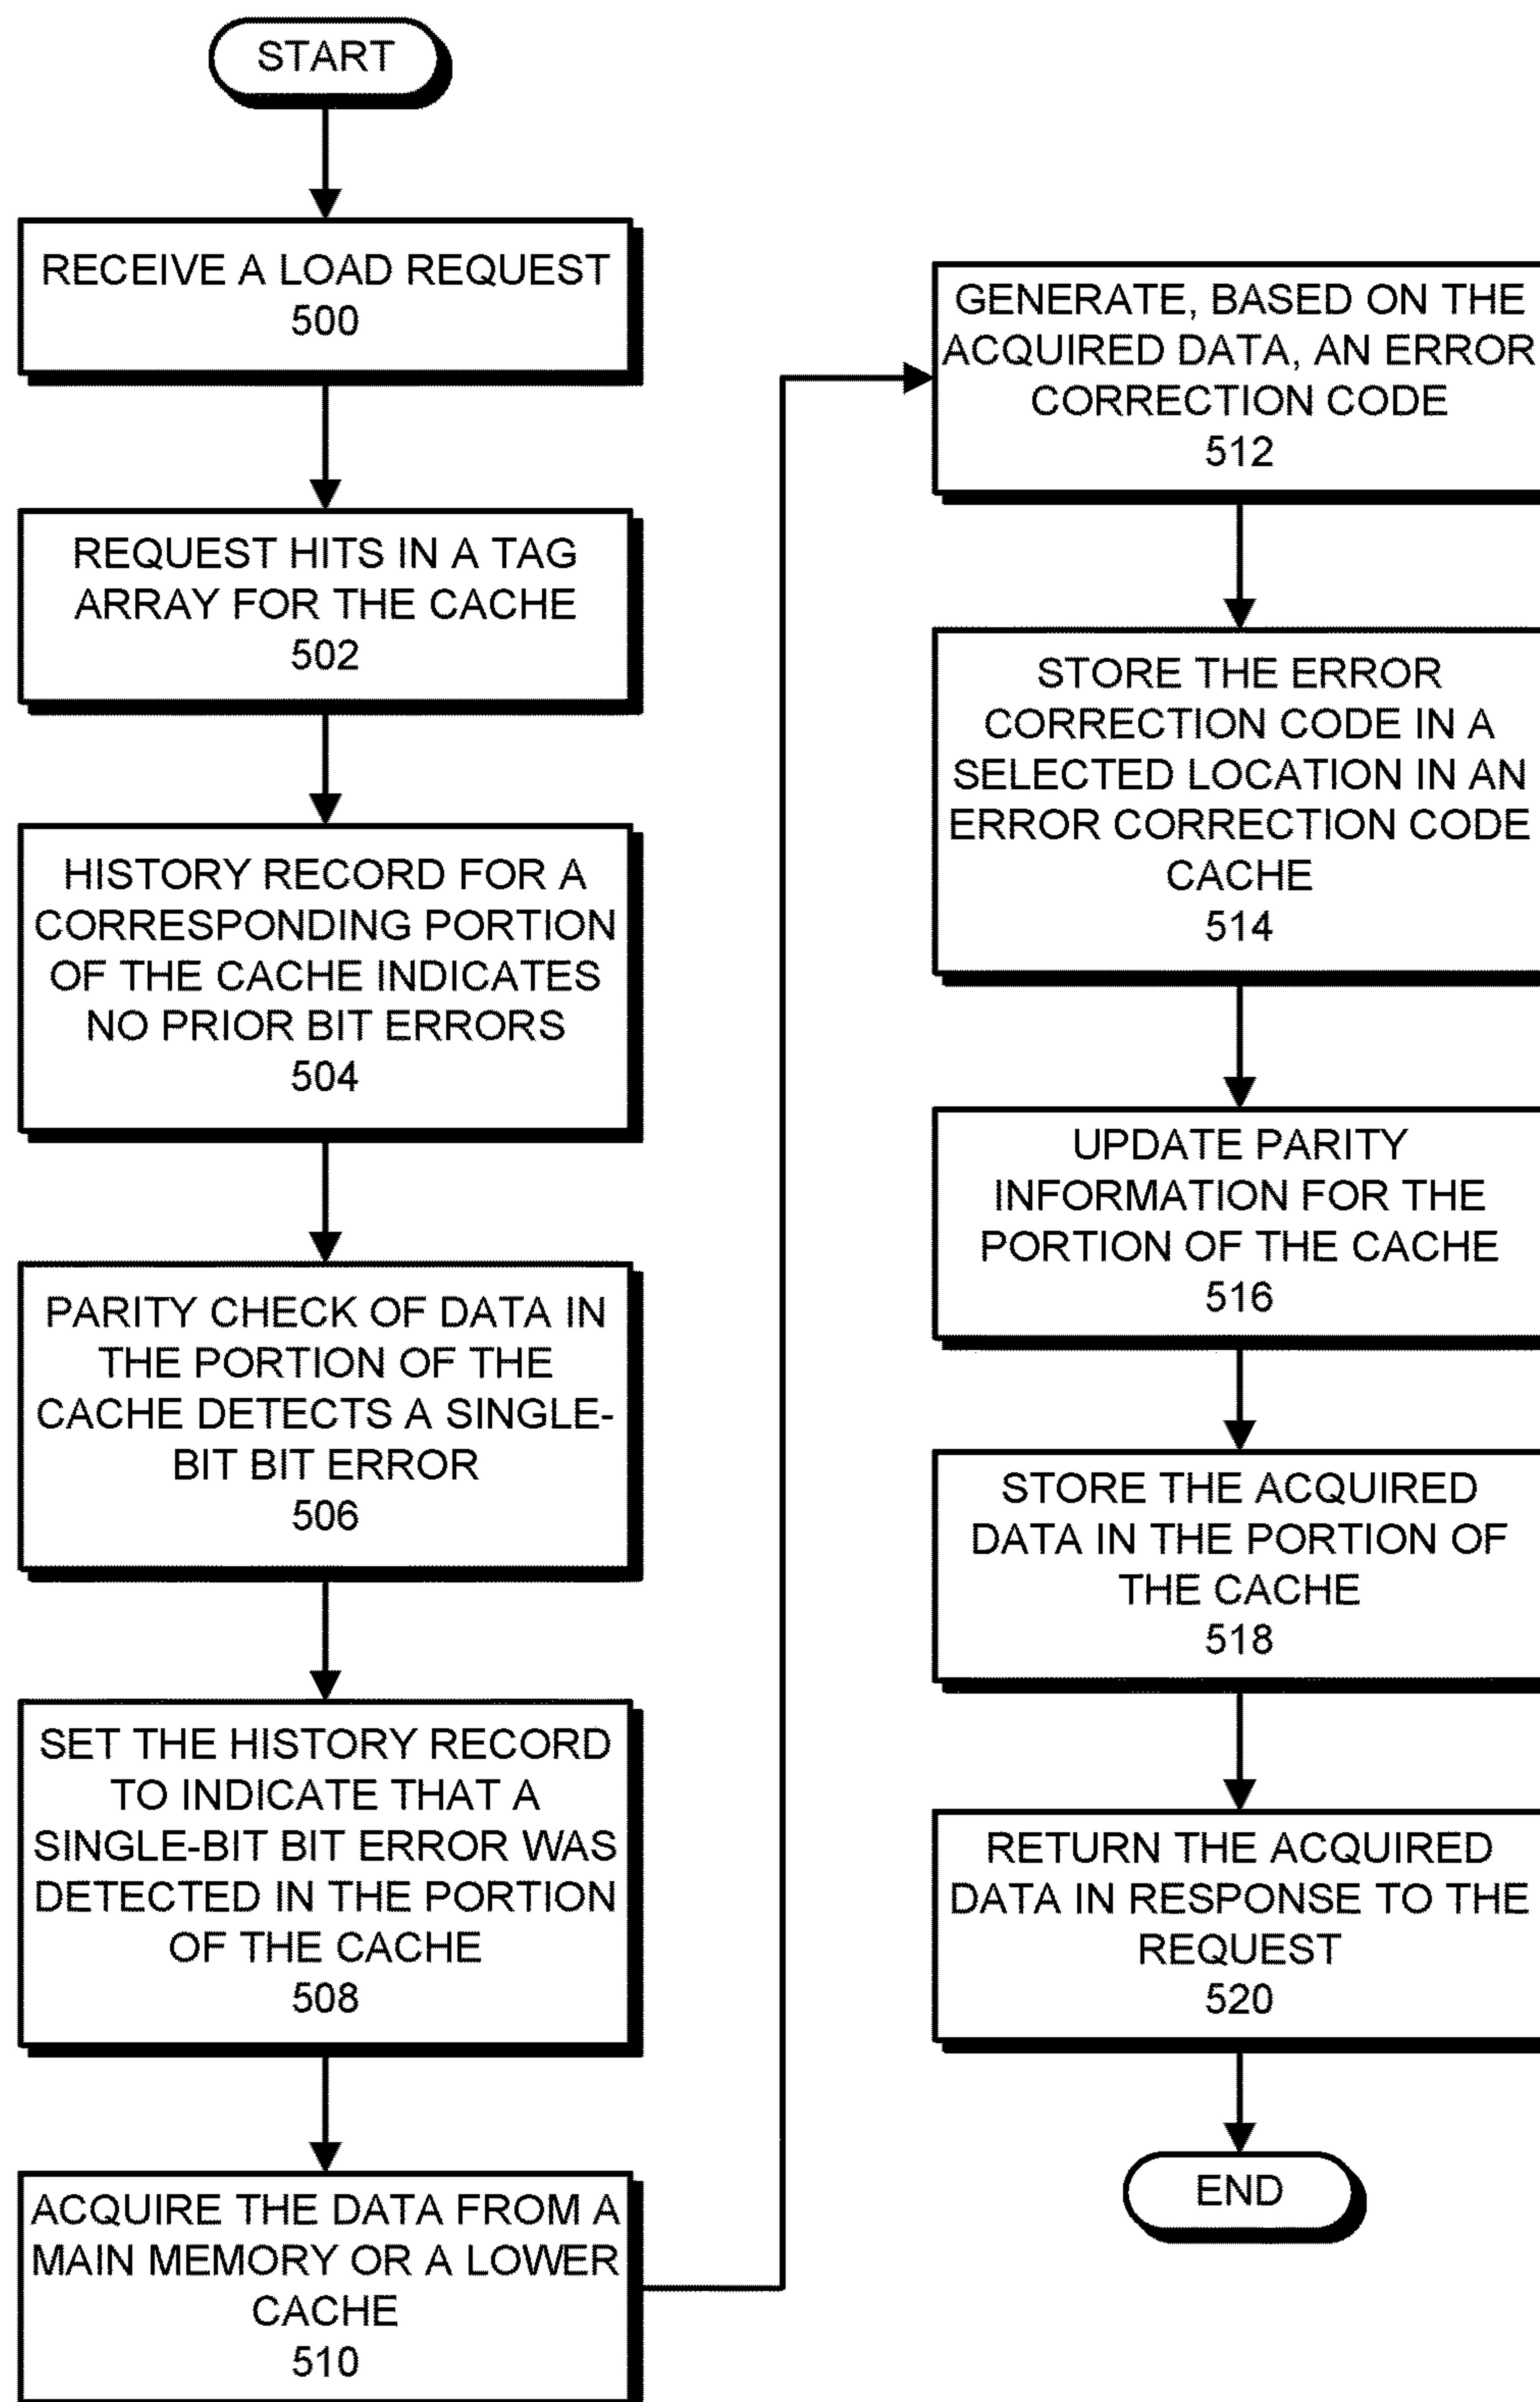 START
RECEIVE A LOAD REQUEST
500
REQUEST HITS IN A TAG
ARRAY FOR THE CACHE
502
HISTORY RECORD FOR A
CORRESPONDING PORTION
OF THE CACHE INDICATES
NO PRIOR BIT ERRORS
504
PARITY CHECK OF DATA IN
THE PORTION OF THE
CACHE DETECTS A SINGLE-
BIT BIT ERROR
506
SET THE HISTORY RECORD
TO INDICATE THAT A
SINGLE-BIT BIT ERROR WAS
DETECTED IN THE PORTION
OF THE CACHE
508
ACQUIRE THE DATA FROM A
MAIN MEMORY OR A LOWER
CACHE
510
GENERATE, BASED ON THE
ACQUIRED DATA, AN ERROR
CORRECTION CODE
512
STORE THE ERROR
CORRECTION CODE IN A
SELECTED LOCATION IN AN
ERROR CORRECTION CODE
CACHE
514
UPDATE PARITY
INFORMATION FOR THE
PORTION OF THE CACHE
516
STORE THE ACQUIRED
DATA IN THE PORTION OF
THE CACHE
518
RETURN THE ACQUIRED
DATA IN RESPONSE TO THE
REQUEST
520
END